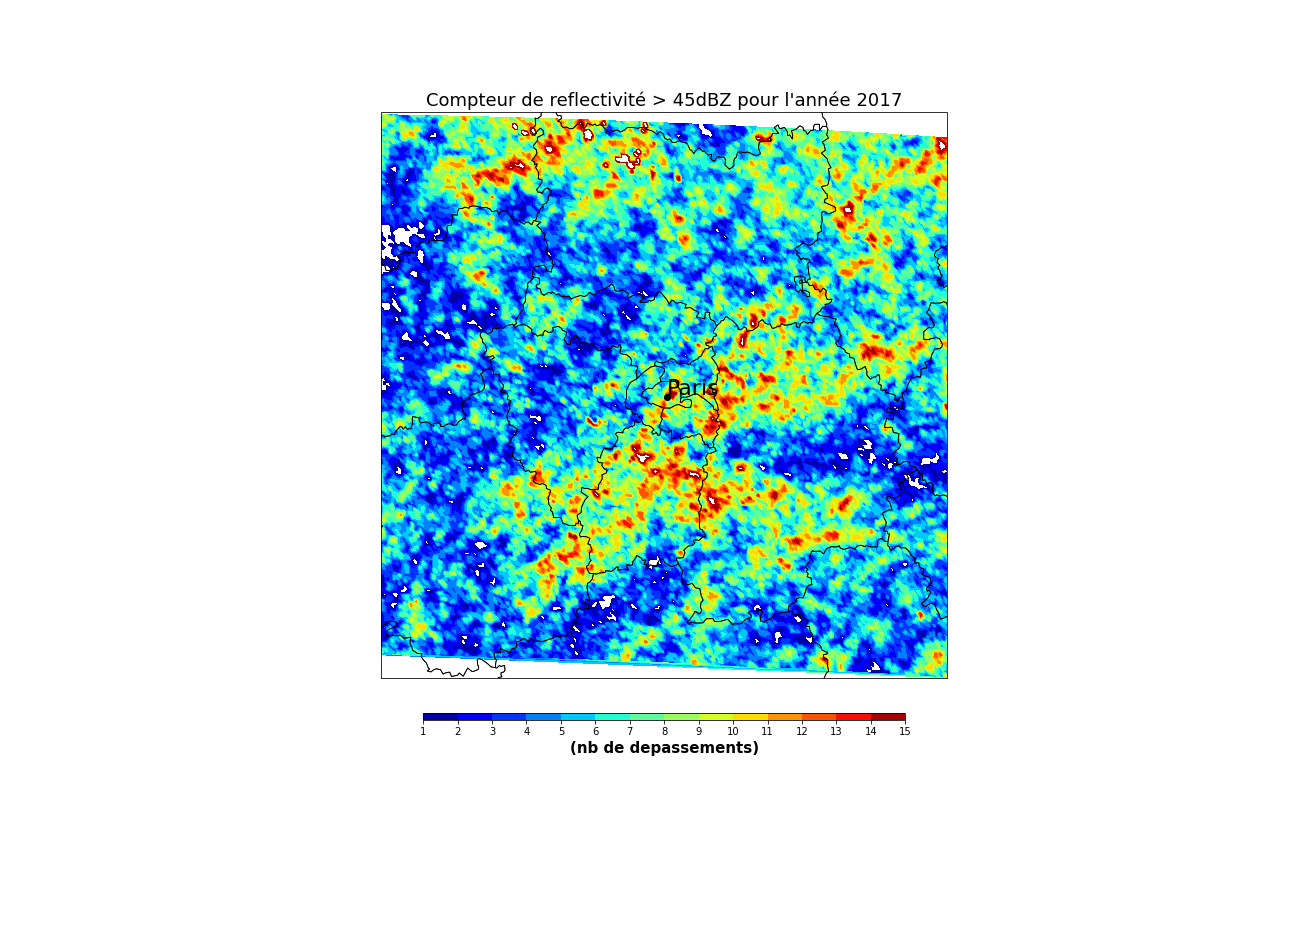 Compteur de reflectivité > 45dBZ pour l'année 2017
Paris
1 2 3 4 5 6 7 8 9 10 11 12 13 14 15
(nb de depassements)